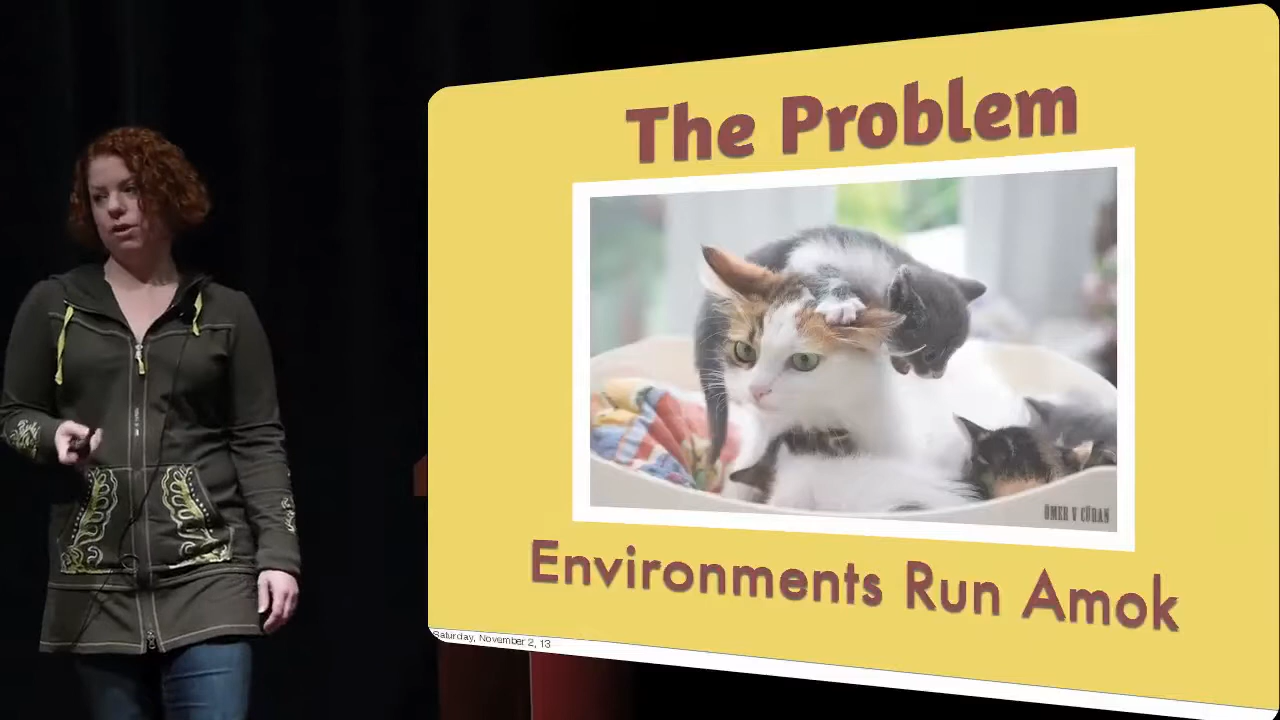 The Problem
ÖMER V CÜRAN
Environments Run Amok
Saturday, November 2, 13